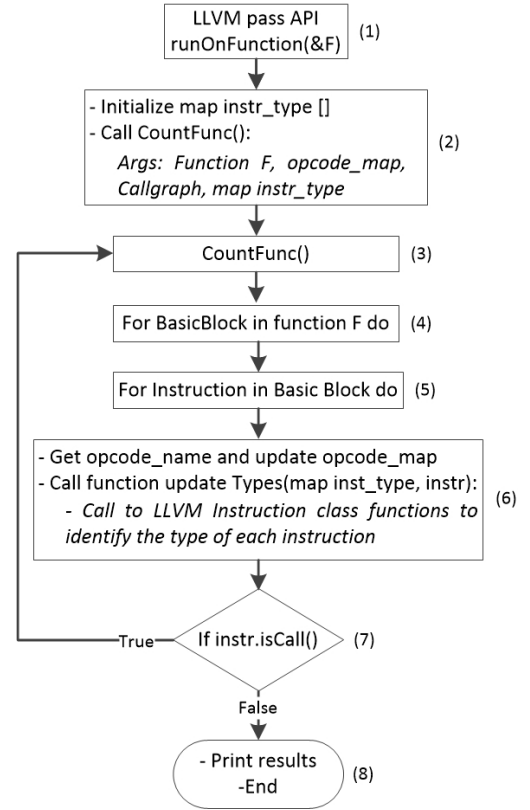 LLVM pass API
runOnFunction(&F)
(1)
- Initialize map instr_type []
- Call CountFunc():
Args: Function F, opcode_map,
Callgraph, map instr_type
(2)
CountFunc()
(3)
For BasicBlock in function F do
(4)
For Instruction in Basic Block do
(5)
- Get opcode_name and update opcode_map
- Call function update Types(map inst_type, instr):
- Call to LLVM Instruction class functions to
identify the type of each instruction
(6)
If instr.isCall()
(7)
True
False
- Print results
-End
(8)